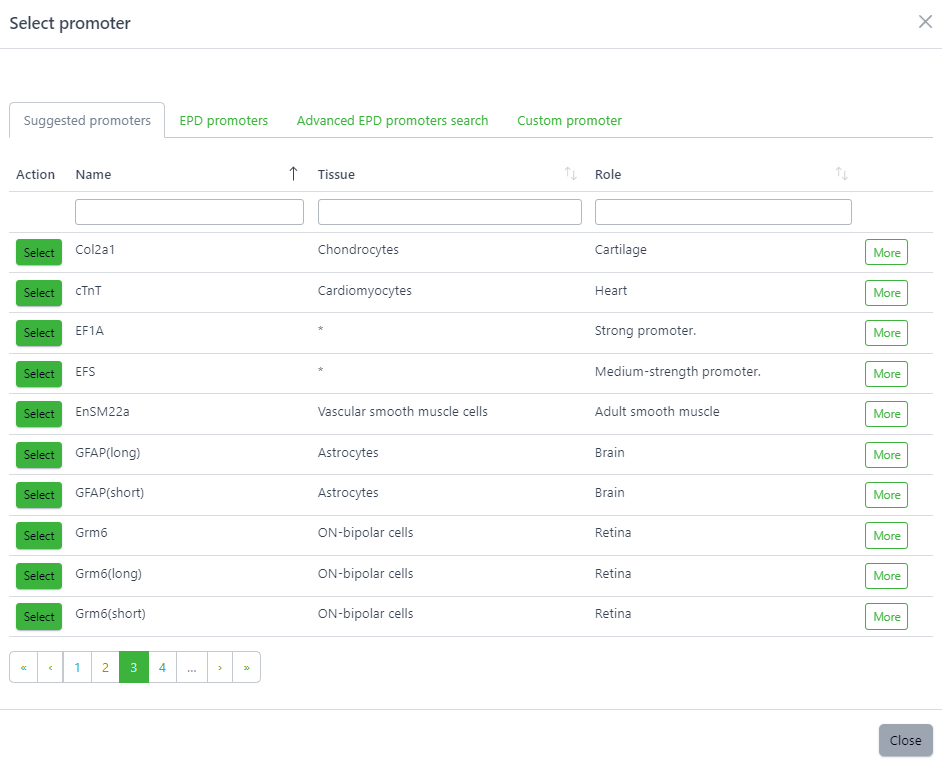 Select promoter ×
Suggested promoters EPD promoters Advanced EPD promoters search Custom promoter
Action Name ↑ Tissue ↑↓ Role ↑↓
Select Col2a1 Chondrocytes Cartilage More
Select cTnT Cardiomyocytes Heart More
Select EF1A * Strong promoter. More
Select EFS * Medium-strength promoter. More
Select EnSM22a Vascular smooth muscle cells Adult smooth muscle More
Select GFAP(long) Astrocytes Brain More
Select GFAP(short) Astrocytes Brain More
Select Grm6 ON-bipolar cells Retina More
Select Grm6(long) ON-bipolar cells Retina More
Select Grm6(short) ON-bipolar cells Retina More
« ‹ 1 2 3 4 ... › »
Close